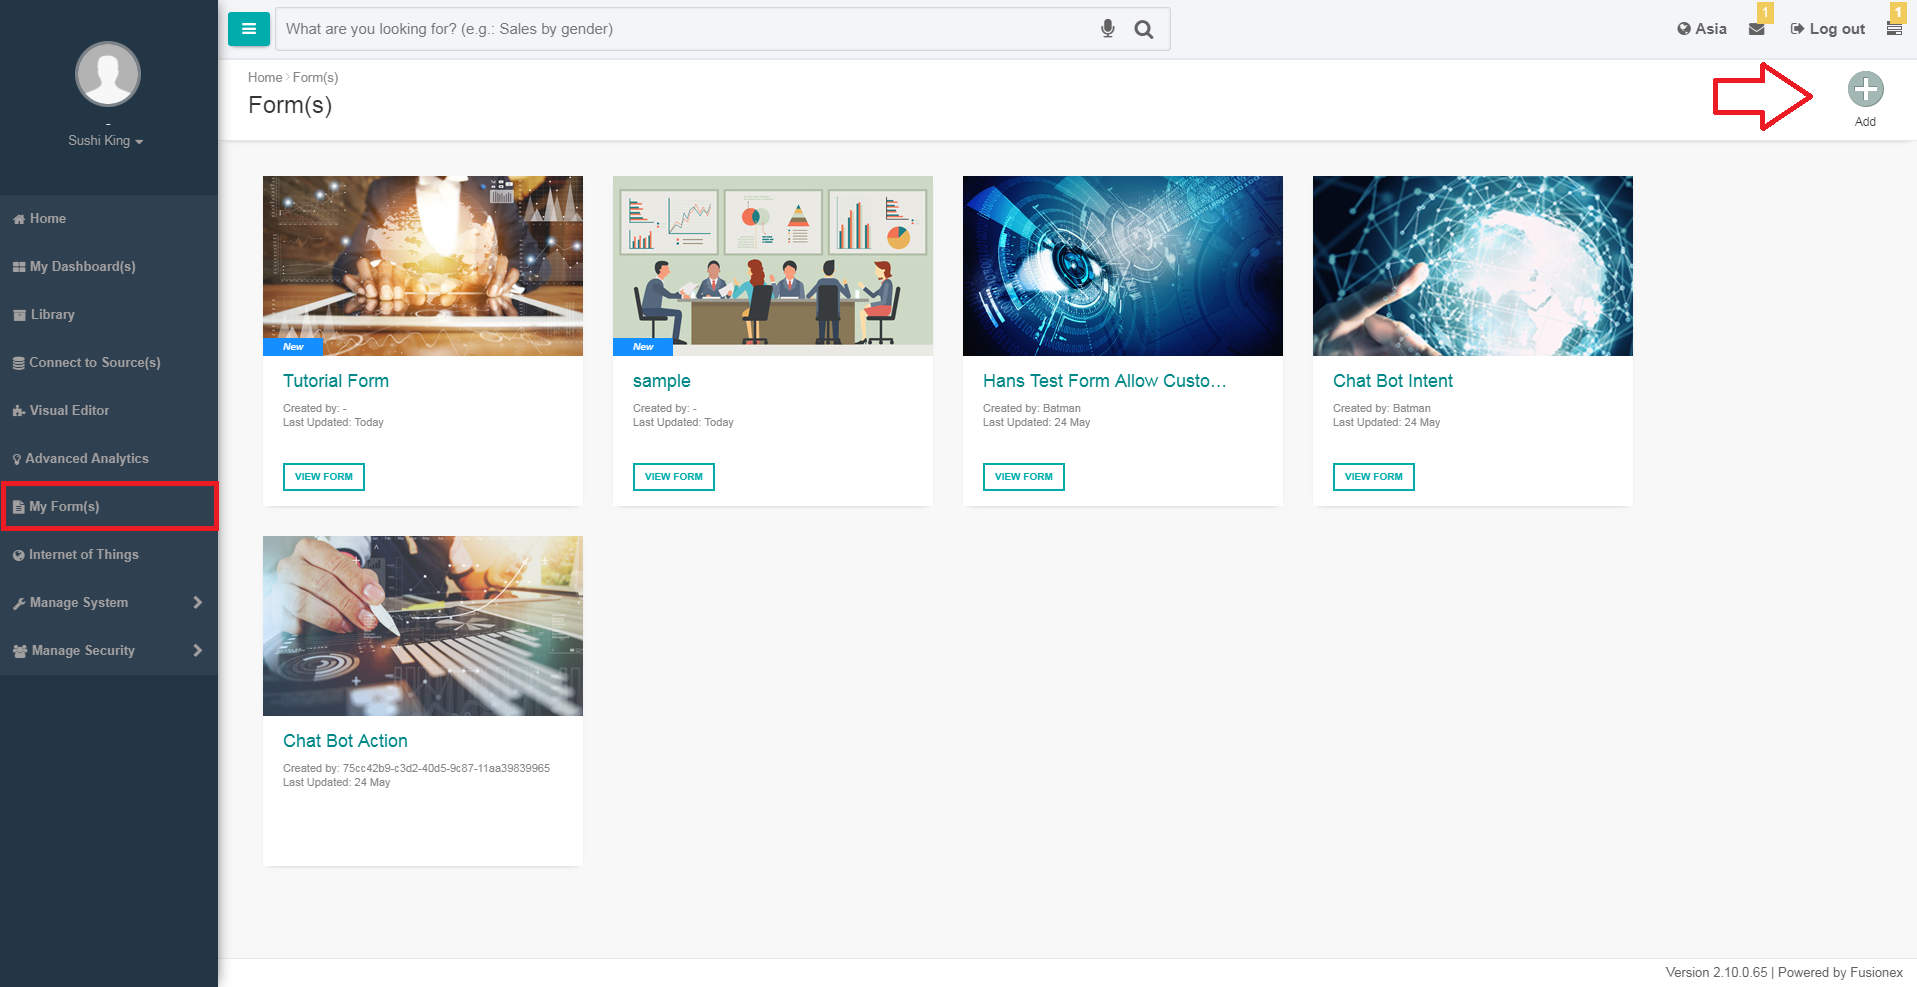 What are you looking for? (e.g.: Sales by gender)
Asia
1
Log out
1
-
Sushi King
Home
My Dashboard(s)
Library
Connect to Source(s)
Visual Editor
Advanced Analytics
My Form(s)
Internet of Things
Manage System
Manage Security
Home > Form(s)
Form(s)
Add
New
Tutorial Form
Created by: -
Last Updated: Today
VIEW FORM
New
sample
Created by: -
Last Updated: Today
VIEW FORM
Hans Test Form Allow Custo...
Created by: Batman
Last Updated: 24 May
VIEW FORM
Chat Bot Intent
Created by: Batman
Last Updated: 24 May
VIEW FORM
Chat Bot Action
Created by: 75cc42b9-c3d2-40d5-9c87-11aa39839965
Last Updated: 24 May
Version 2.10.0.65 | Powered by Fusionex